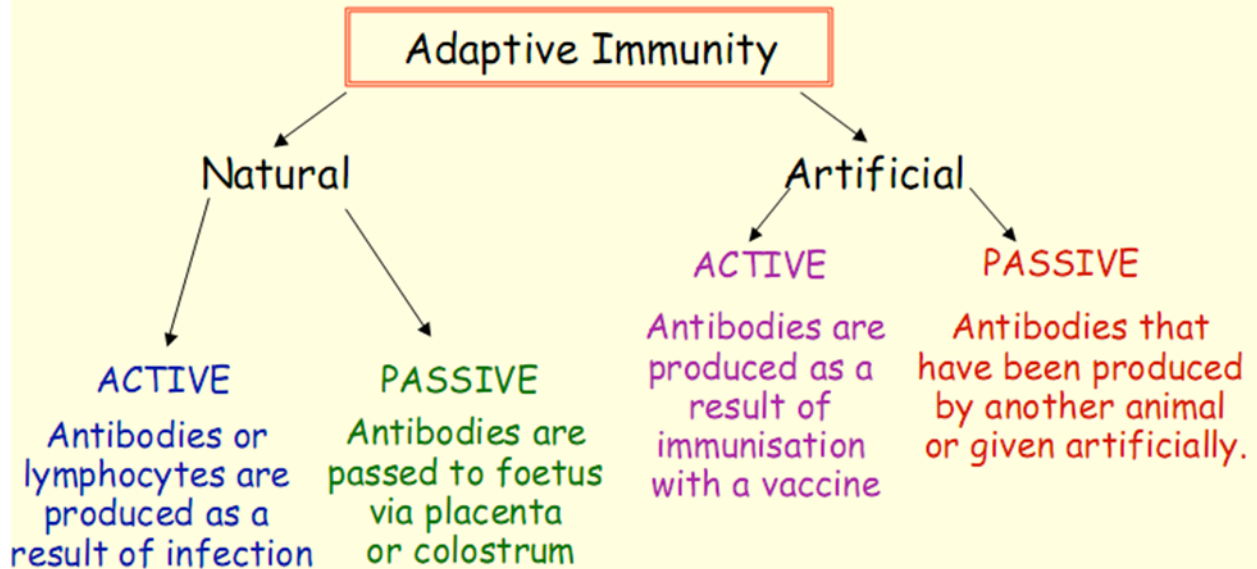 Adaptive Immunity
Natural
Artificial
ACTIVE
Antibodies or
lymphocytes are
produced as a
result of infection
PASSIVE
Antibodies are
passed to foetus
via placenta
or colostrum
ACTIVE
Antibodies are
produced as a
result of
immunisation
with a vaccine
PASSIVE
Antibodies that
have been produced
by another animal
or given artificially.